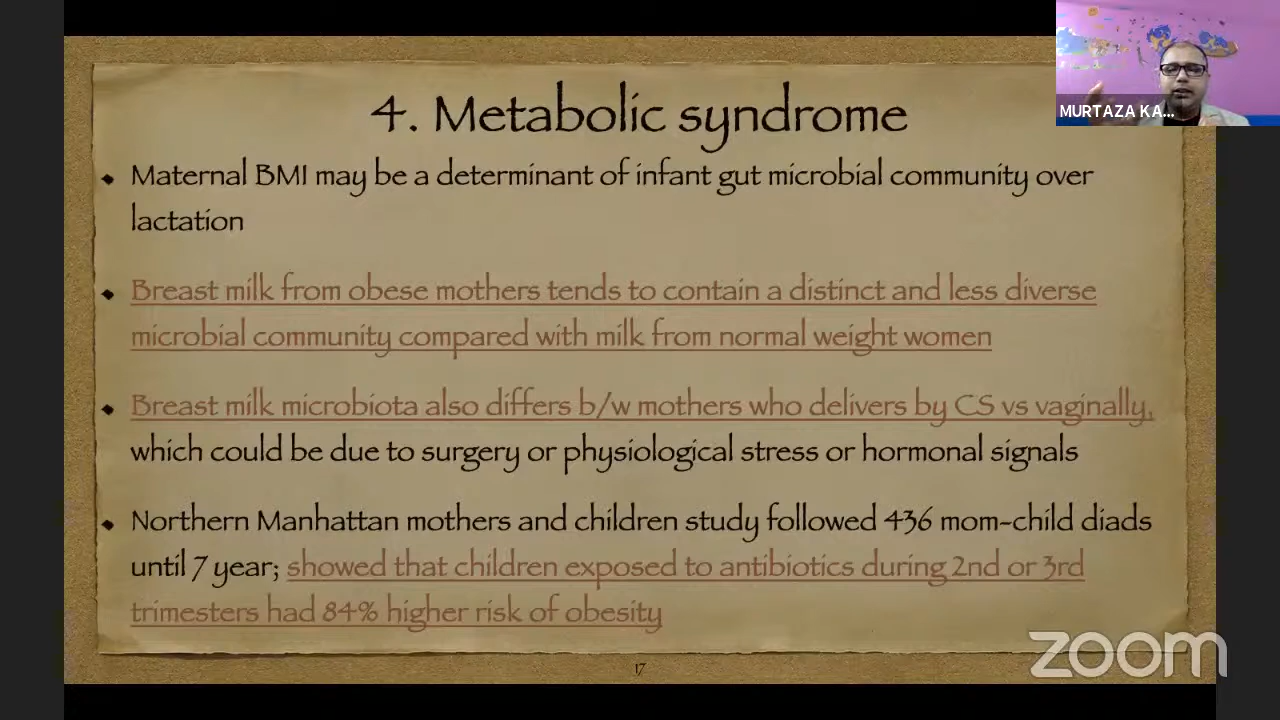 4. Metabolic syndrome
MURTAZA KA...
Maternal BMI may be a determinant of infant gut microbial community over
lactation
Breast milk from obese mothers tends to contain a distinct and less diverse
microbial community compared with milk from normal weight women
Breast milk microbiota also differs b/w mothers who delivers by CS vs vaginally,
which could be due to surgery or physiological stress or hormonal signals
Northern Manhattan mothers and children study followed 436 mom-child diads
until 7 year; showed that children exposed to antibiotics during 2nd or 3rd
trimesters had 84% higher risk of obesity
zoom
17